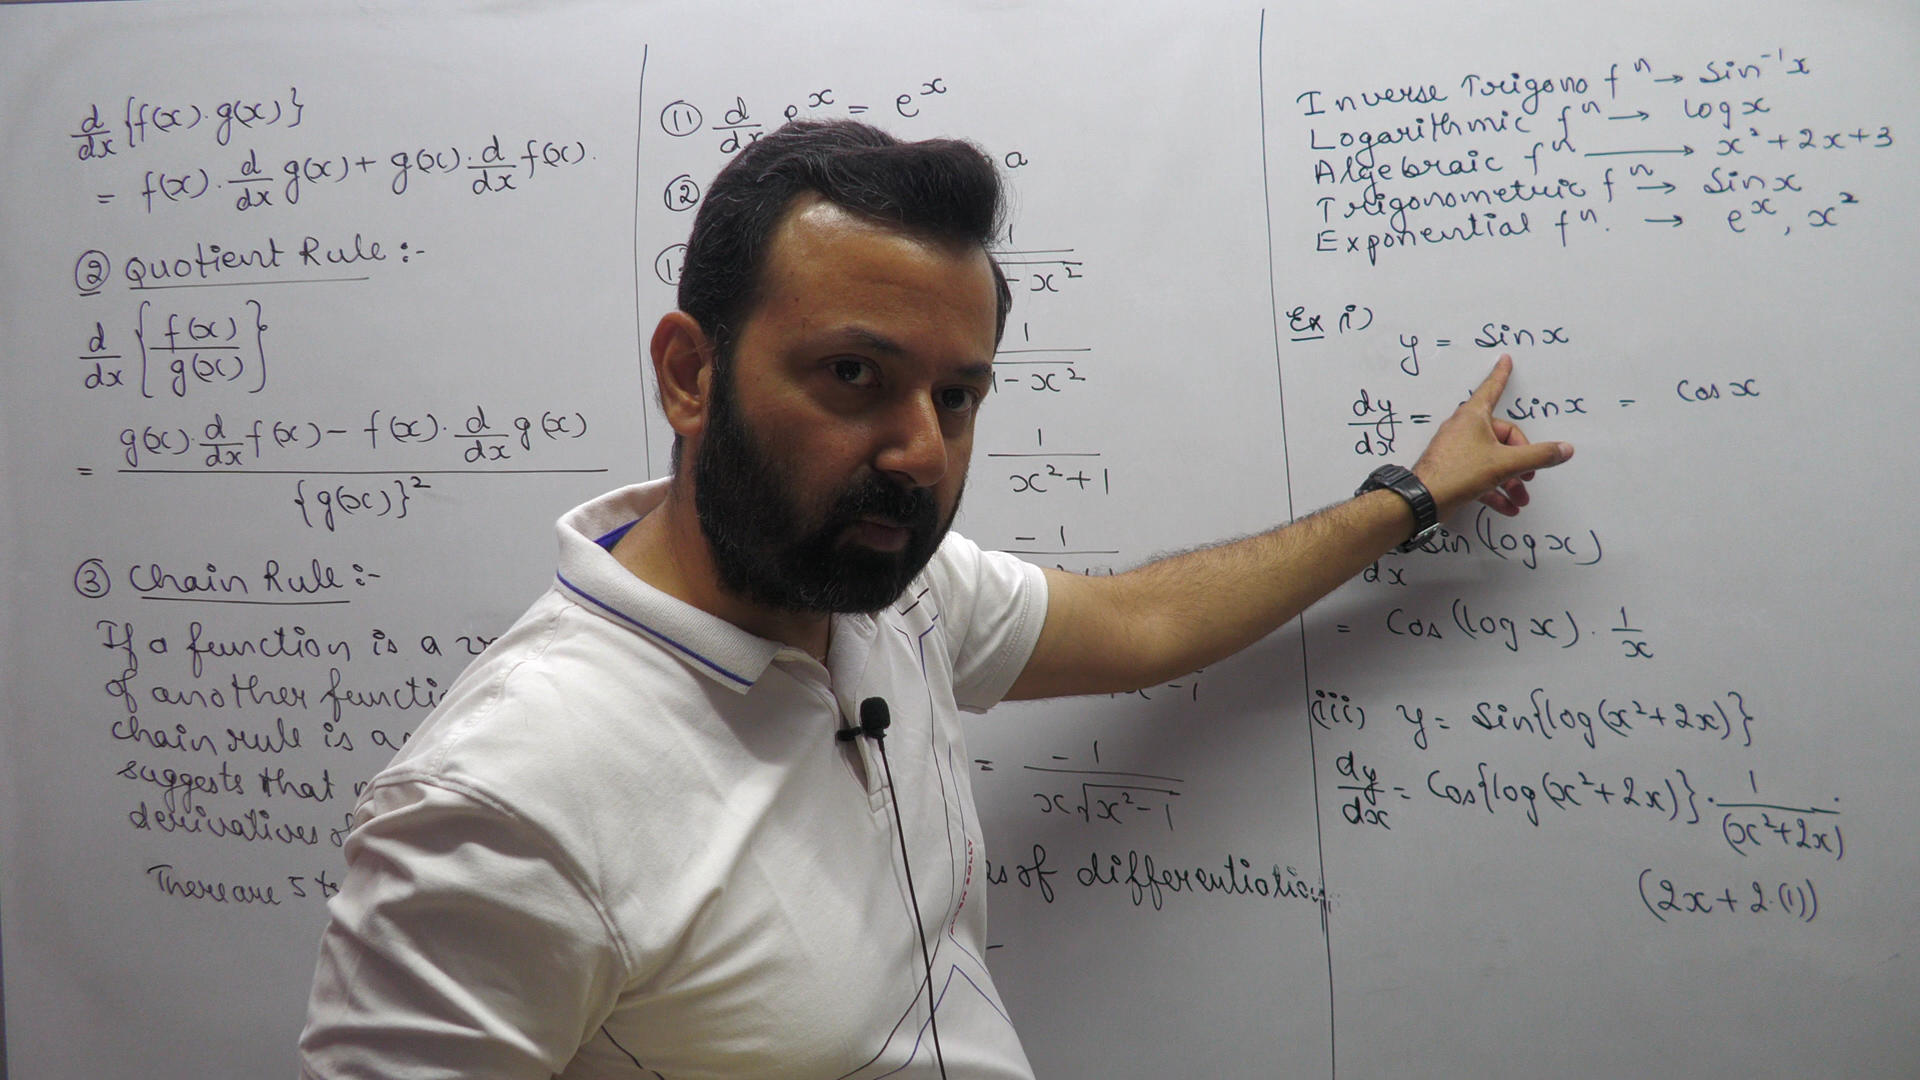 d/dx {f(x)·g(x)}
= f(x)·d/dx g(x) + g(x)·d/dx f(x).
② Quotient Rule :-
d/dx {f(x)/g(x)}
= g(x)·d/dx f(x) − f(x)·d/dx g(x)
{g(x)}²
③ Chain Rule :-
If a function is a
of another
chain rule is
suggests that
derivatives of
There are 5
⑪ d/dx e^x = e^x
⑫ a
1
- x²
1
1 - x²
1
x² + 1
-1
= -1
x√x² - 1
of differentiation
Inverse Trigono fⁿ → Sin⁻¹x
Logarithmic fⁿ → log x
Algebraic fⁿ → x² + 2x + 3
Trigonometric fⁿ → Sin x
Exponential fⁿ. → e^x, x²
Ex i) y = Sin x
dy/dx = sin x = Cos x
dx sin (log x)
= Cos (log x) · 1/x
(iii) y = Sin{log(x² + 2x)}
dy/dx = Cos{log(x² + 2x)} · 1/(x² + 2x) ·
(2x + 2·(1))